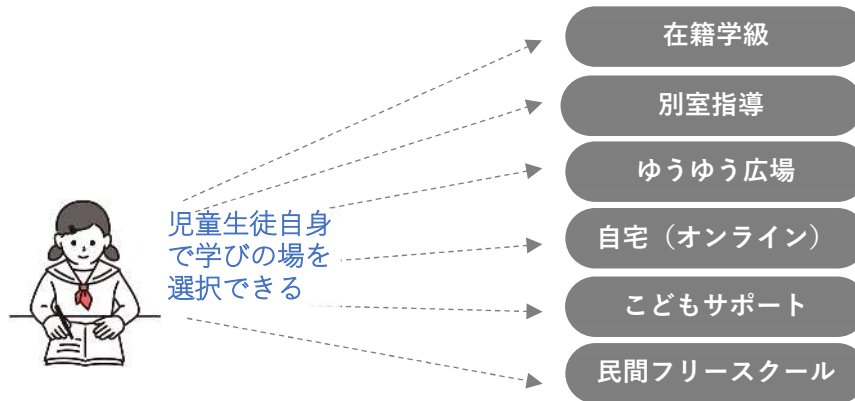 在籍学級
別室指導
ゆうゆう広場
児童生徒自身
で学びの場を
選択できる
自宅（オンライン）
こどもサポート
民間フリースクール